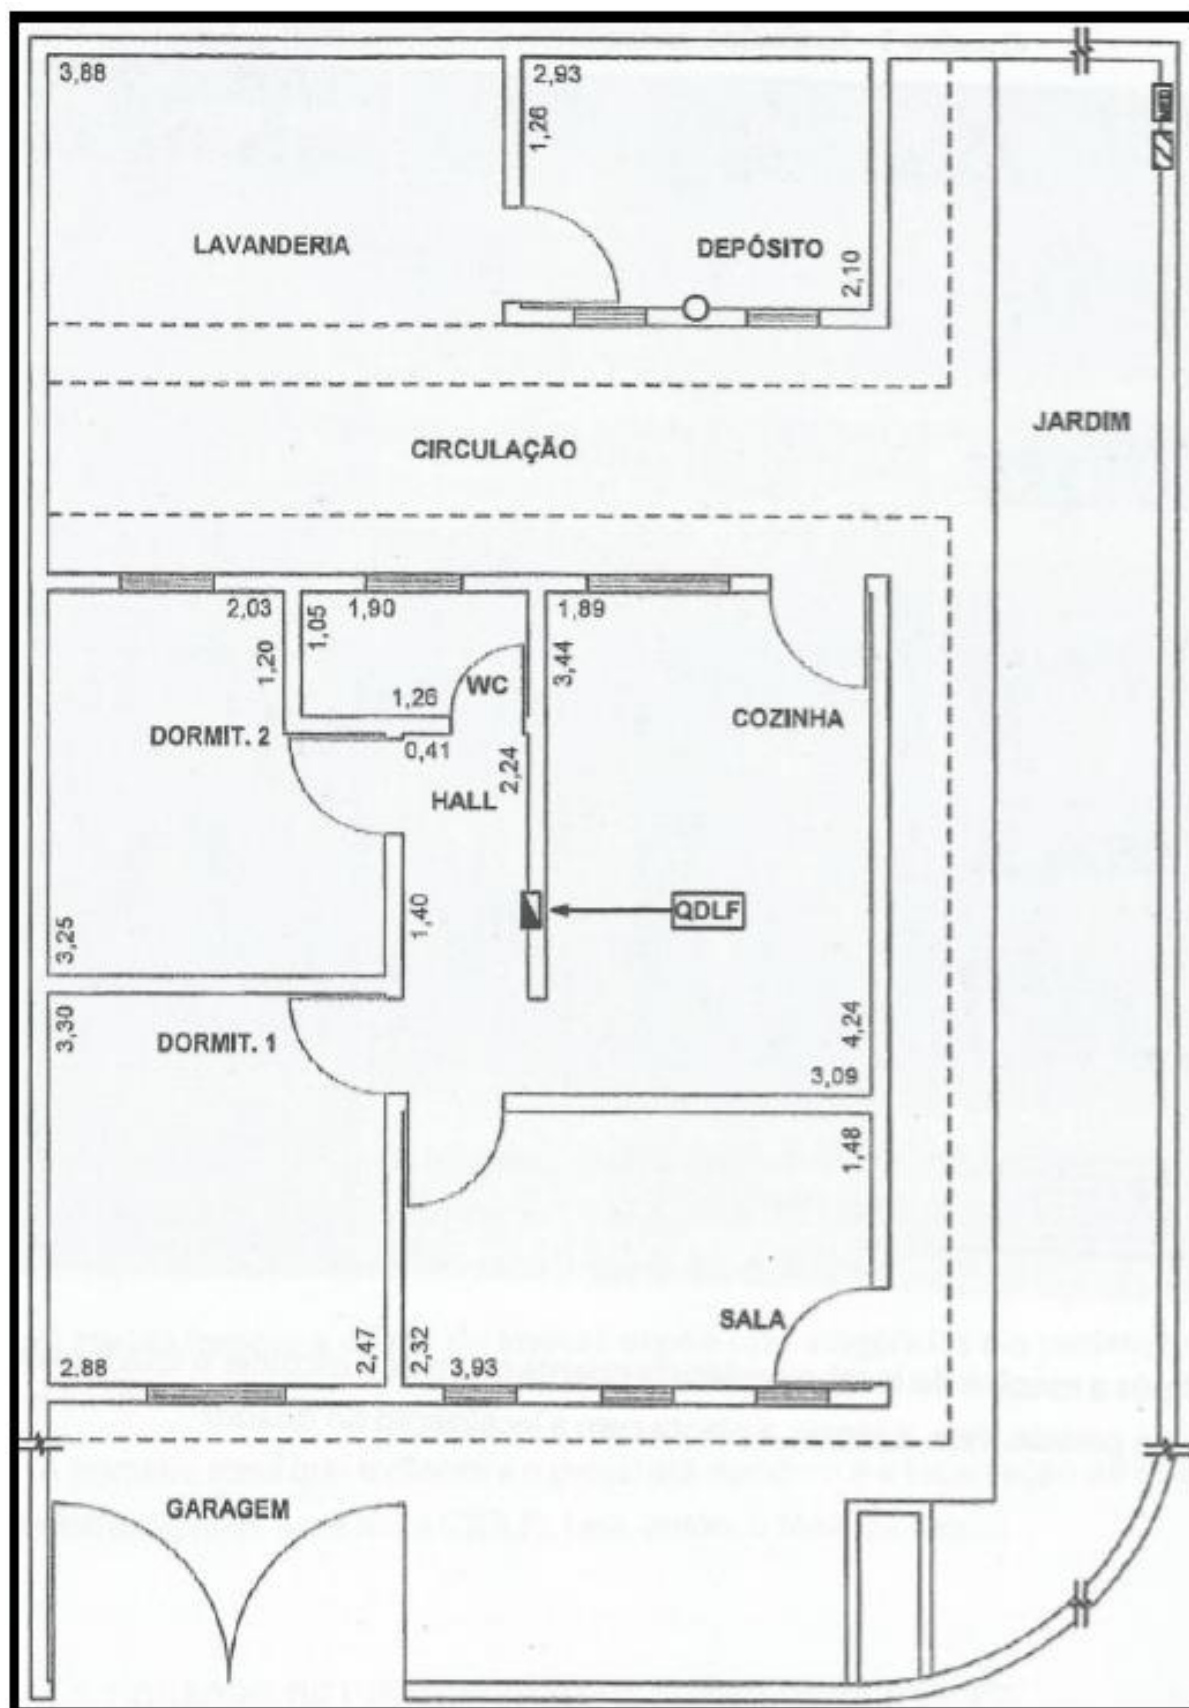 3,88
2,93
1,26
MED
LAVANDERIA
DEPÓSITO
2,10
JARDIM
CIRCULAÇÃO
2,03
1,05
1,90
1,89
1,20
3,44
1,26
WC
DORMIT. 2
0,41
2,24
COZINHA
HALL
1,40
QDLF
3,25
3,30
DORMIT. 1
4,24
3,09
1,48
SALA
2.88
2,47
2,32
3,93
GARAGEM